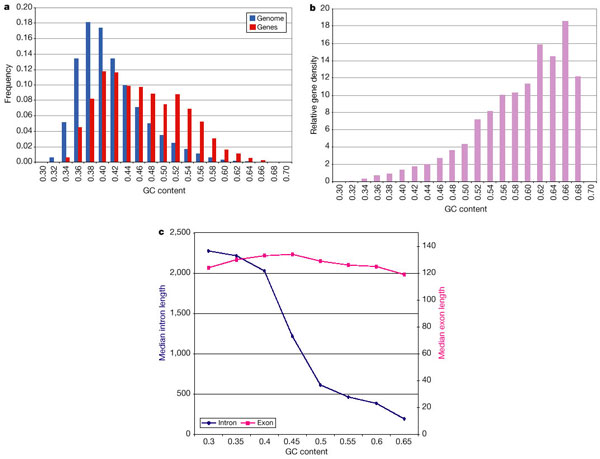 a
Genome
Genes
Frequency
0.20
0.18
0.16
0.14
0.12
0.10
0.08
0.06
0.04
0.02
0.00
0.30 0.32 0.34 0.36 0.38 0.40 0.42 0.44 0.46 0.48 0.50 0.52 0.54 0.56 0.58 0.60 0.62 0.64 0.66 0.68 0.70
GC content
b
Relative gene density
20
18
16
14
12
10
8
6
4
2
0
0.30 0.32 0.34 0.36 0.38 0.40 0.42 0.44 0.46 0.48 0.50 0.52 0.54 0.56 0.58 0.60 0.62 0.64 0.66 0.68 0.70
GC content
c
Median intron length
2,500
2,000
1,500
1,000
500
0
Median exon length
140
120
100
80
60
40
20
0
Intron Exon
0.3 0.35 0.4 0.45 0.5 0.55 0.6 0.65
GC content